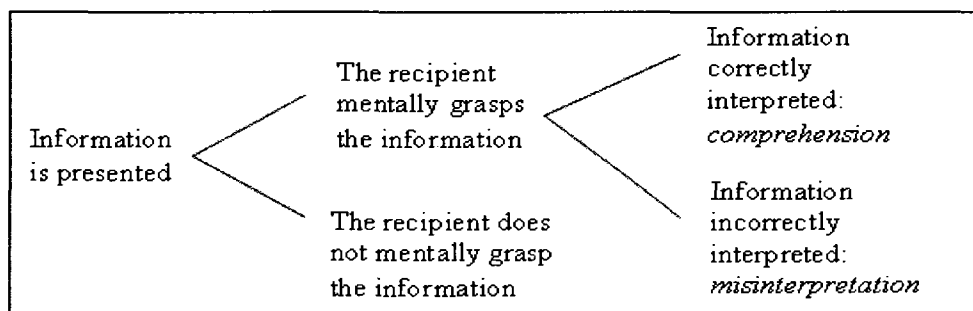 Information
is presented
The recipient
mentally grasps
the information
The recipient does
not mentally grasp
the information
Information
correctly
interpreted:
comprehension
Information
incorrectly
interpreted:
misinterpretation